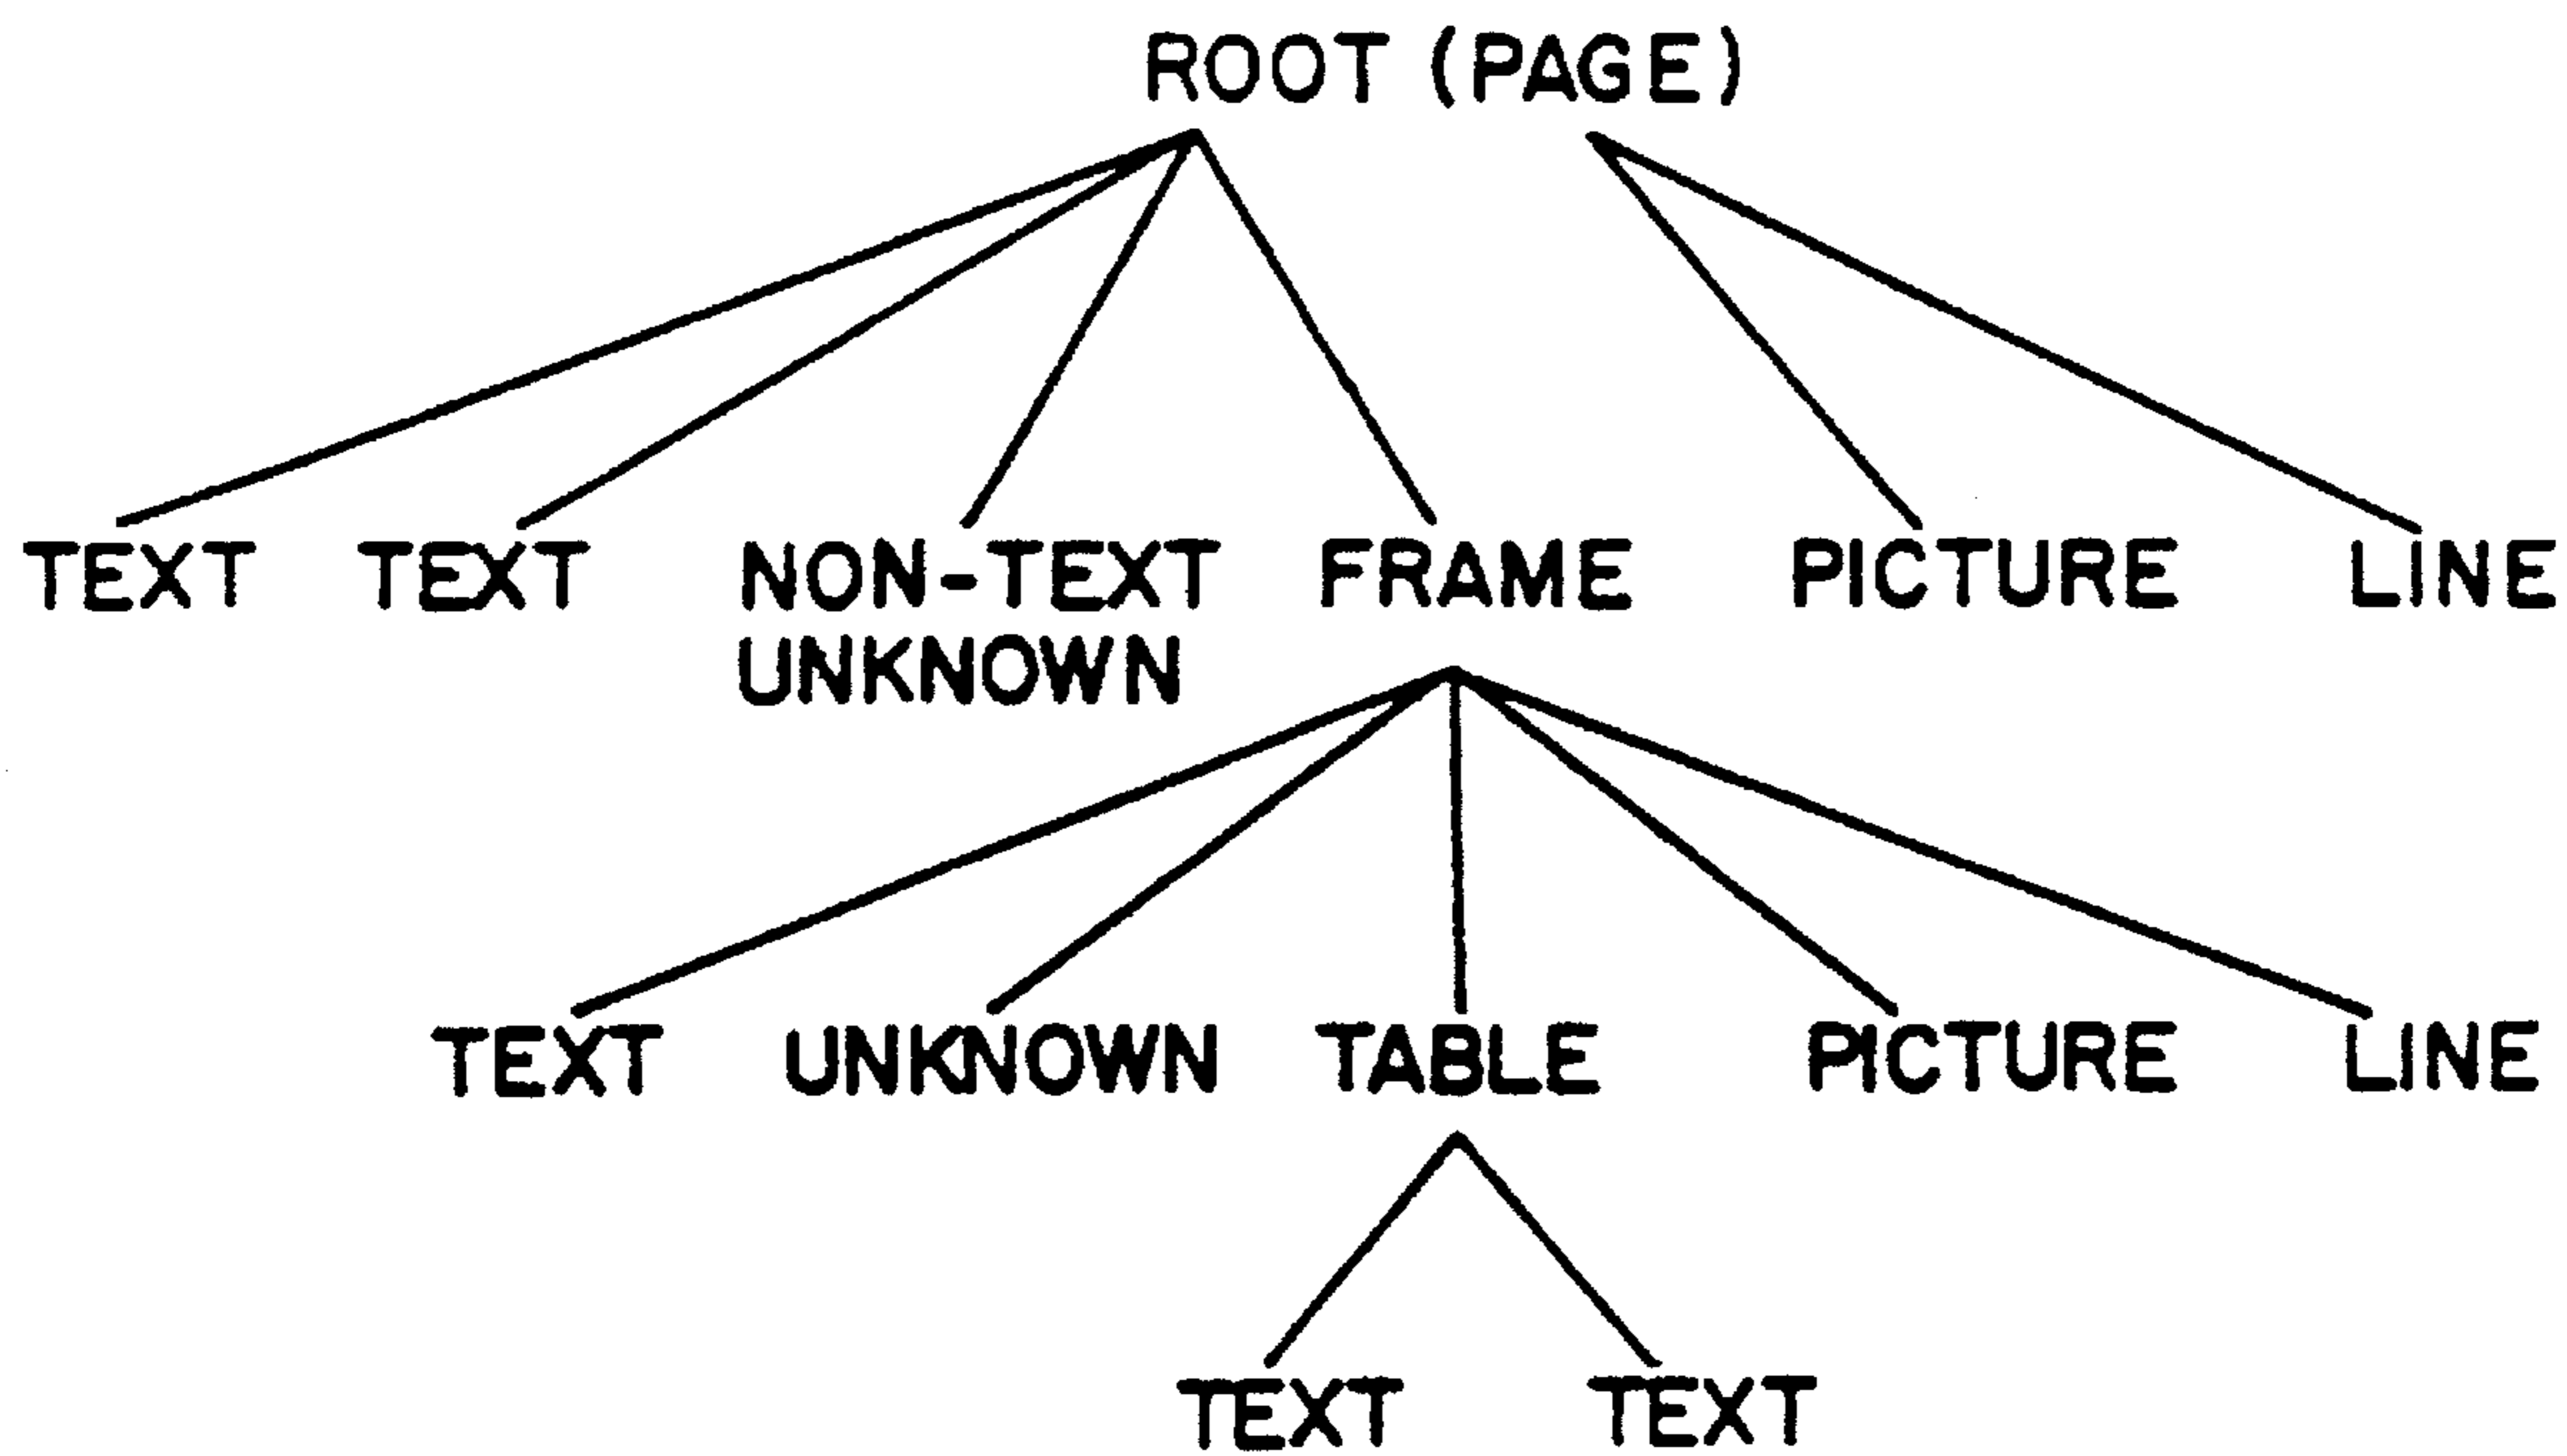 ROOT (PAGE)
TEXT TEXT NON-TEXT FRAME PICTURE LINE
UNKNOWN
TEXT UNKNOWN TABLE PICTURE LINE
TEXT TEXT